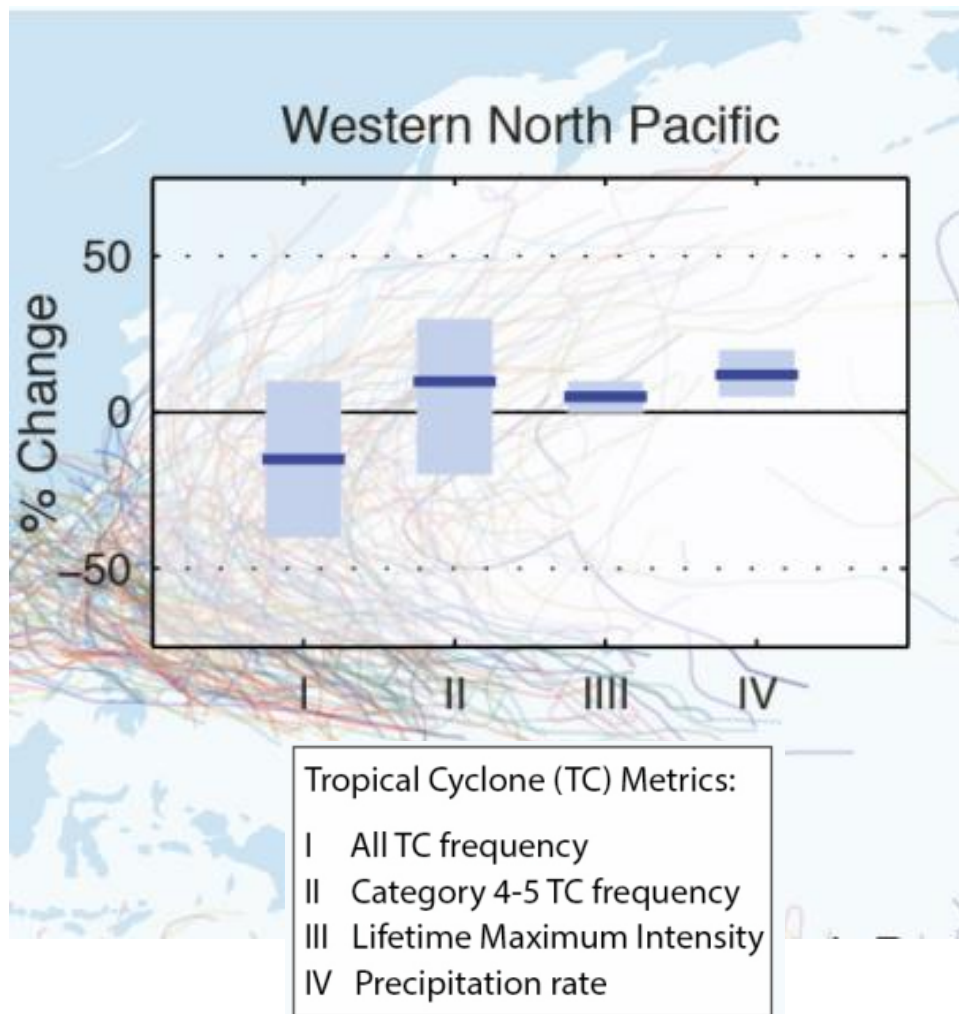 Western North Pacific
50
0
–50
% Change
I II IIII IV
Tropical Cyclone (TC) Metrics:
I All TC frequency
II Category 4-5 TC frequency
III Lifetime Maximum Intensity
IV Precipitation rate